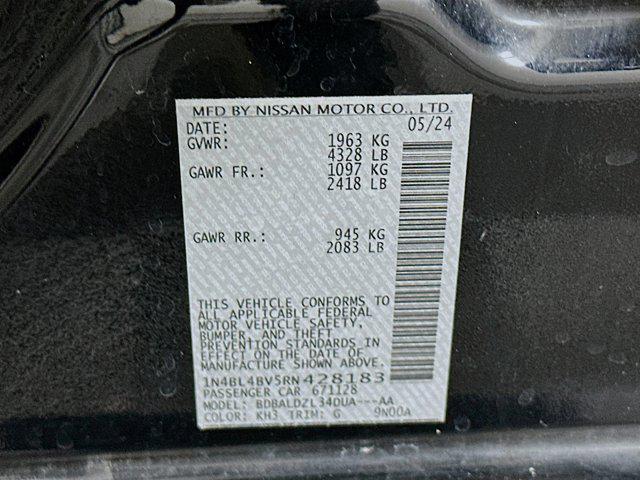 MFD BY NISSAN MOTOR CO., LTD.
DATE: 05/24
GVWR: 1963 KG
4328 LB
GAWR FR.: 1097 KG
2418 LB
GAWR RR.: 945 KG
2083 LB
THIS VEHICLE CONFORMS TO
ALL APPLICABLE FEDERAL
MOTOR VEHICLE SAFETY,
BUMPER, AND THEFT
PREVENTION STANDARDS IN
EFFECT ON THE DATE OF
MANUFACTURE SHOWN ABOVE.
1N4BL4BV5RN428183
PASSENGER CAR 671128
MODEL: BDBALDZL34DUA---AA
COLOR: KH3 TRIM: G 9N00A